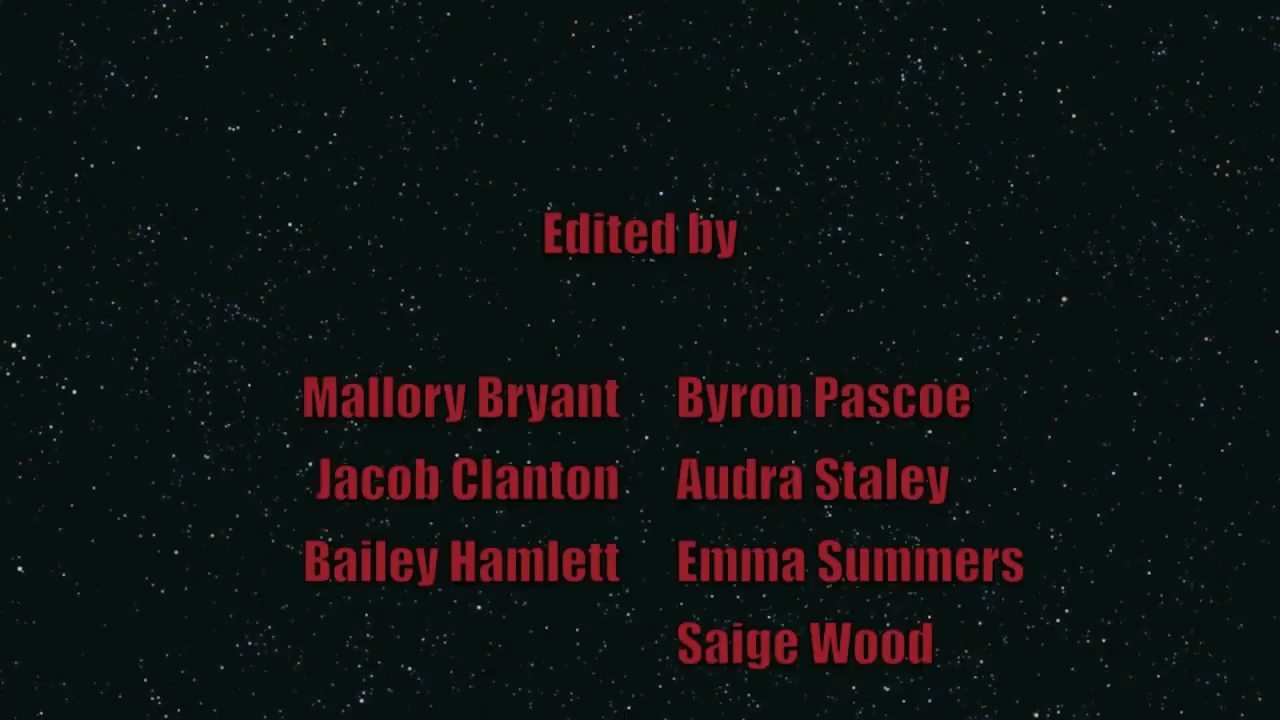 Edited by
Mallory Bryant Byron Pascoe
Jacob Clanton Audra Staley
Bailey Hamlett Emma Summers
Saige Wood